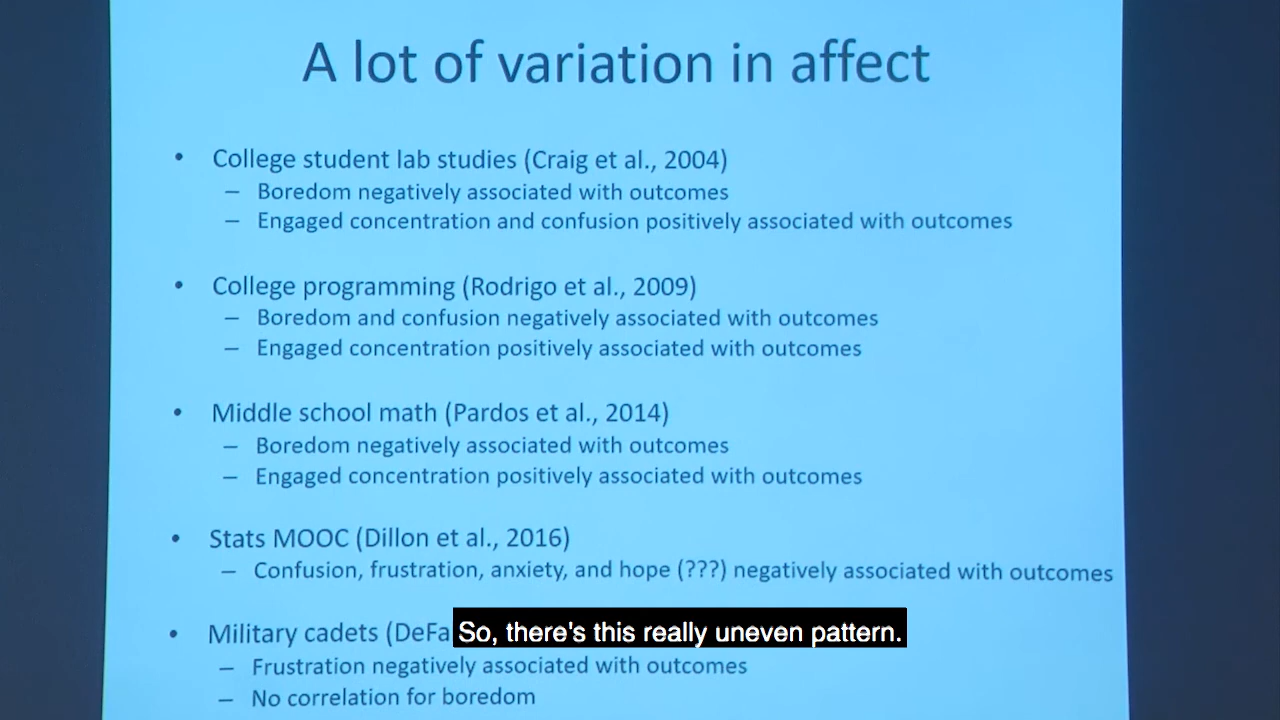 A lot of variation in affect
• College student lab studies (Craig et al., 2004)
– Boredom negatively associated with outcomes
– Engaged concentration and confusion positively associated with outcomes
• College programming (Rodrigo et al., 2009)
– Boredom and confusion negatively associated with outcomes
– Engaged concentration positively associated with outcomes
• Middle school math (Pardos et al., 2014)
– Boredom negatively associated with outcomes
– Engaged concentration positively associated with outcomes
• Stats MOOC (Dillon et al., 2016)
– Confusion, frustration, anxiety, and hope (???) negatively associated with outcomes
• Military cadets (DeFa
So, there's this really uneven pattern.
– Frustration negatively associated with outcomes
– No correlation for boredom